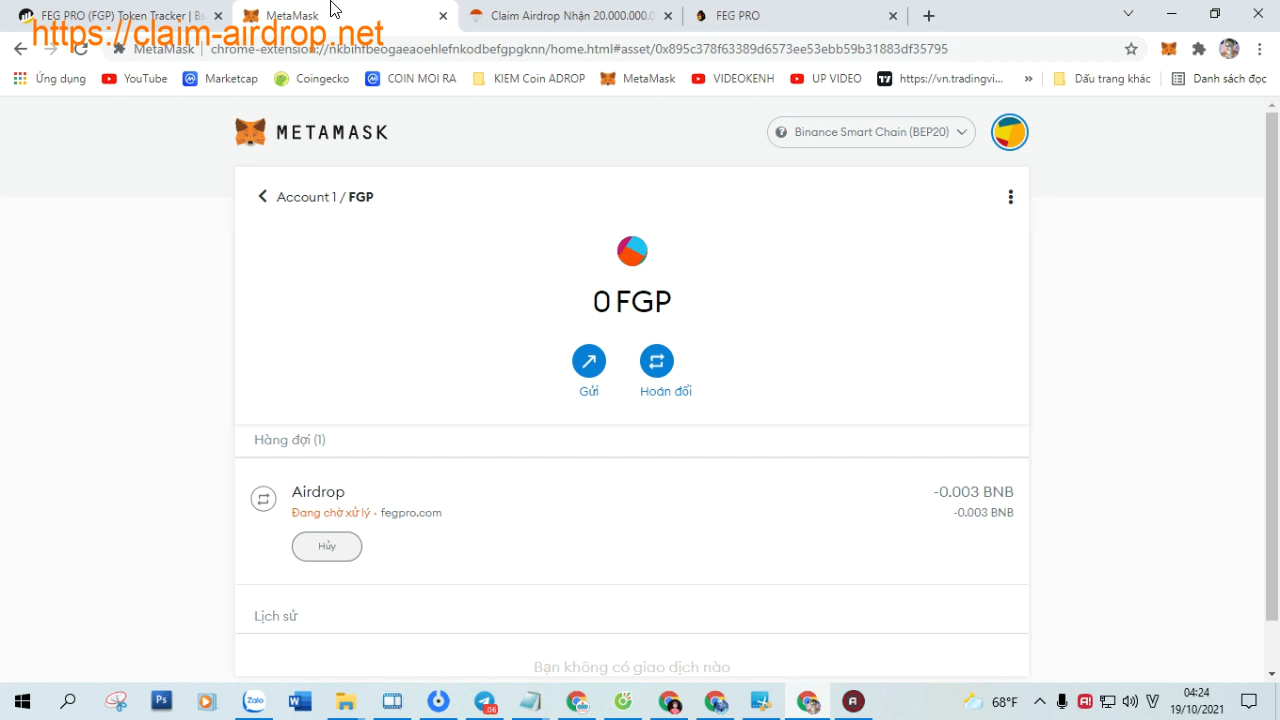 FEG PRO (FGP) Token Tracker | Bs
MetaMask
Claim Airdrop Nhận 20.000.000.0
FEG PRO
https://claim-airdrop.net
MetaMask | chrome-extension://nkbihfbeogaeaoehlefnkodbefgpgknn/home.html#asset/0x895c378f6339d6573ee53ebb59b31883df35795
Ứng dụng YouTube Marketcap Coingecko COIN MOI RA KIEM Com ADROP MetaMask VIDEOKENH UP VIDEO https://vn.tradingvi... » Dấu trang khác Danh sách đọc
METAMASK
Binance Smart Chain (BEP20)
Account 1 / FGP
0 FGP
Gửi Hoán đổi
Hàng đợi (1)
Airdrop -0.003 BNB
Đang chờ xử lý · fegpro.com -0.003 BNB
Hủy
Lịch sử
Bạn không có giao dịch nào
68°F
04:24
19/10/2021